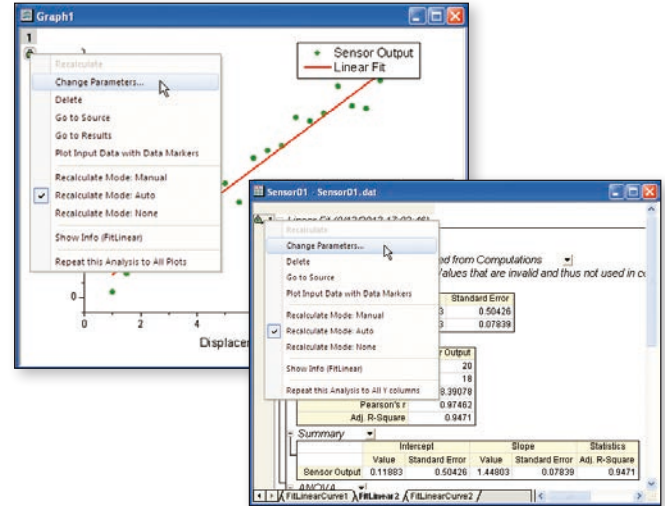 Graph1
1
Sensor Output
Linear Fit
Recalculate
Change Parameters...
Delete
Go to Source
Go to Results
Plot Input Data with Data Markers
Recalculate Mode: Manual
Recalculate Mode: Auto
Recalculate Mode: None
Show Info (FitLinear)
Repeat this Analysis to All Plots
0
0 2 4
Displacer
Sensor01 - Sensor01.dat
Linear Fit
Recalculate
Change Parameters...
Delete
Go to Source
Plot Input Data with Data Markers
Recalculate Mode: Manual
Recalculate Mode: Auto
Recalculate Mode: None
Show Info (FitLinear)
Repeat this Analysis to All Y columns
ed from Computations
Values that are invalid and thus not used in co
Standard Error
3 0.50426
3 0.07839
r Output
20
18
8.39078
Pearson's r 0.97462
Adj. R-Square 0.9471
Summary
Intercept Slope Statistics
Value Standard Error Value Standard Error Adj. R-Square
Sensor Output 0.11883 0.50426 1.44803 0.07839 0.9471
ANOVA
FitLinearCurve1 FitLinear2 FitLinearCurve2